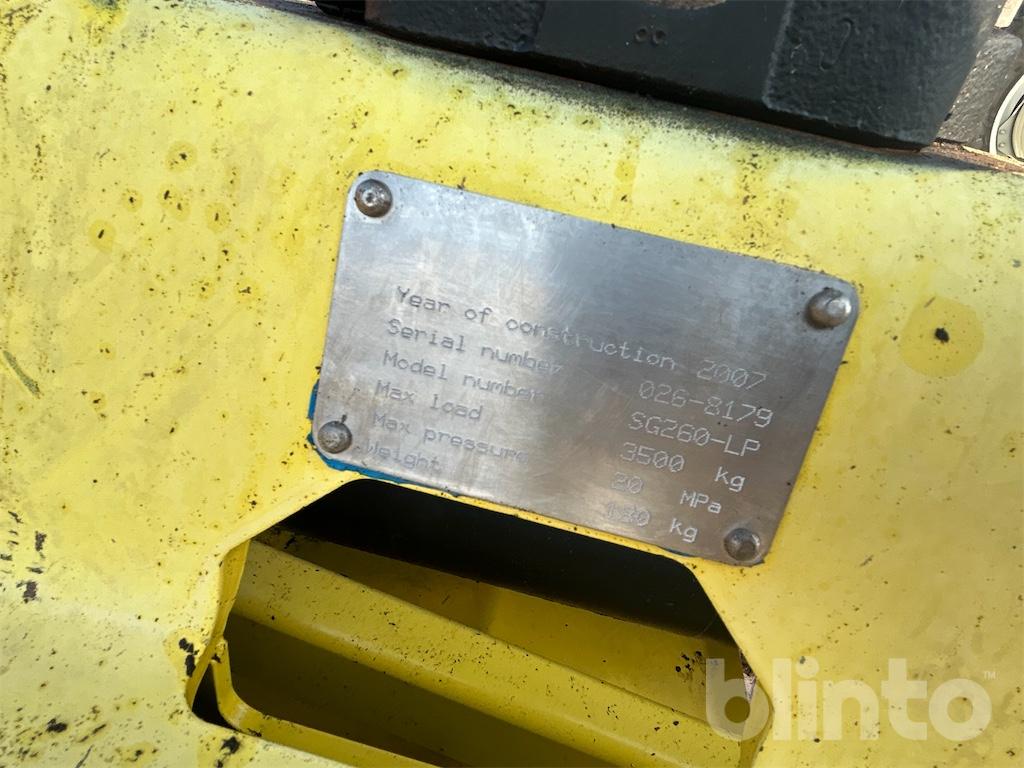 Year of construction 2007
Serial number 026-8179
Model number SG260-LP
Max load 3500 kg
Max pressure 20 MPa
Weight kg
blinto™